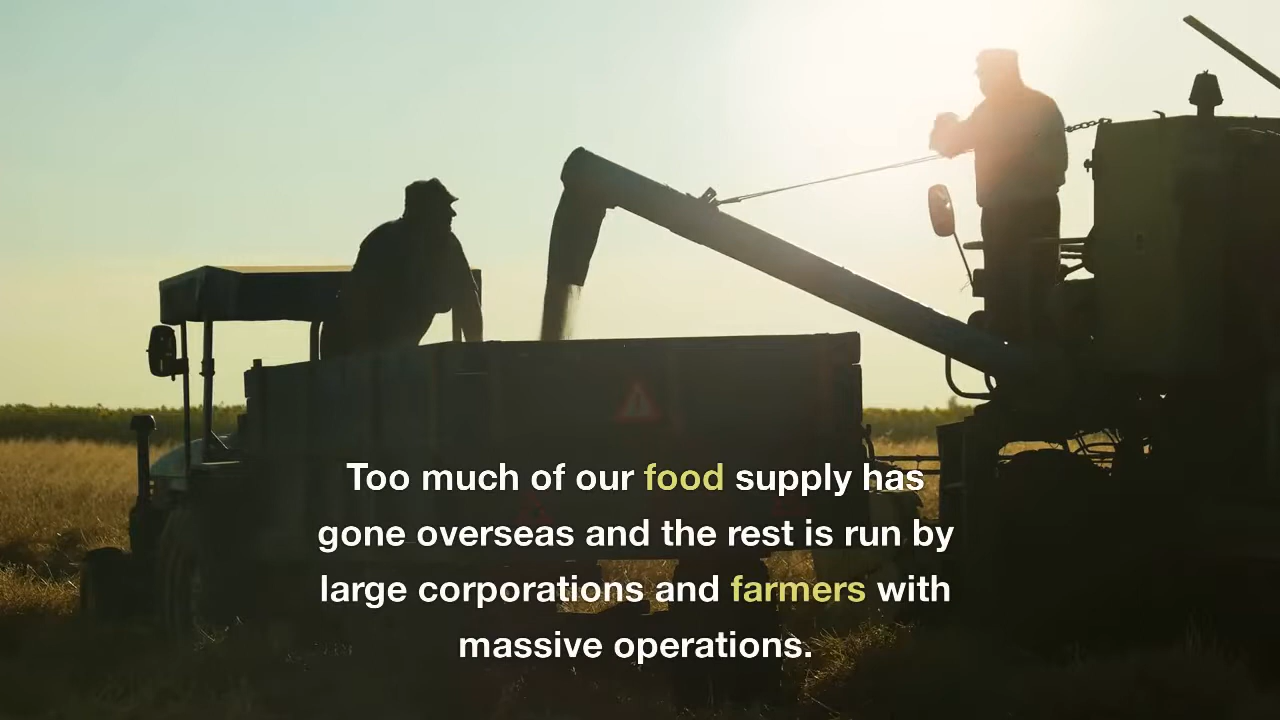 Too much of our food supply has
gone overseas and the rest is run by
large corporations and farmers with
massive operations.